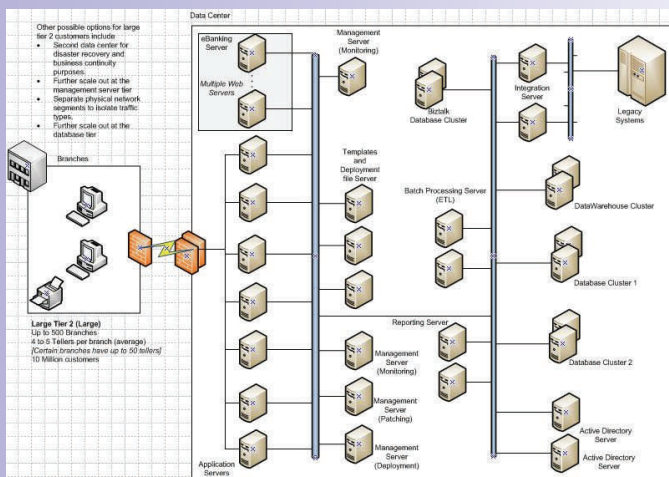 Other possible options for large
tier 2 customers include
• Second data center for
disaster recovery and
business continuity
purposes.
• Further scale out at the
management server tier
• Separate physical network
segments to isolate traffic
types.
• Further scale out at the
database tier
Branches
Large Tier 2 (Large)
Up to 500 Branches
4 to 5 Tellers per branch (average)
[Certain branches have up to 50 tellers]
10 Million customers
Data Center
eBanking
Server
Multiple Web
Servers
Application
Servers
Management
Server
(Monitoring)
Templates and
Deployment
file Server
Management
Server
(Monitoring)
Management
Server
(Patching)
Management
Server
(Deployment)
Biztalk
Database Cluster
Batch Processing Server
(ETL)
Reporting Server
Integration
Server
Legacy
Systems
DataWarehouse Cluster
Database Cluster 1
Database Cluster 2
Active Directory
Server
Active Directory
Server